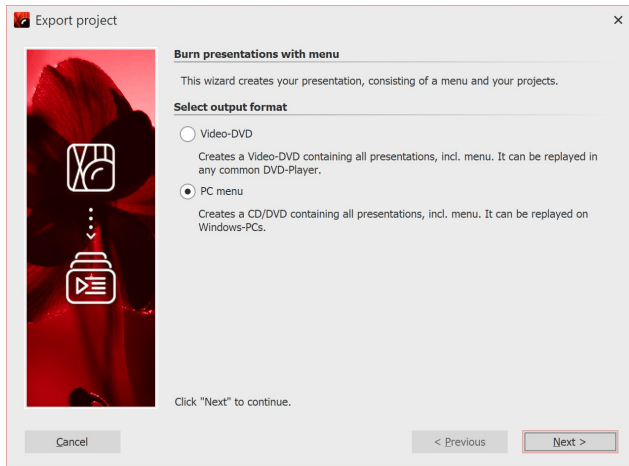 Export project
Burn presentations with menu
This wizard creates your presentation, consisting of a menu and your projects.
Select output format
Video-DVD
Creates a Video-DVD containing all presentations, incl. menu. It can be replayed in
any common DVD-Player.
PC menu
Creates a CD/DVD containing all presentations, incl. menu. It can be replayed on
Windows-PCs.
Click "Next" to continue.
Cancel
< Previous
Next >